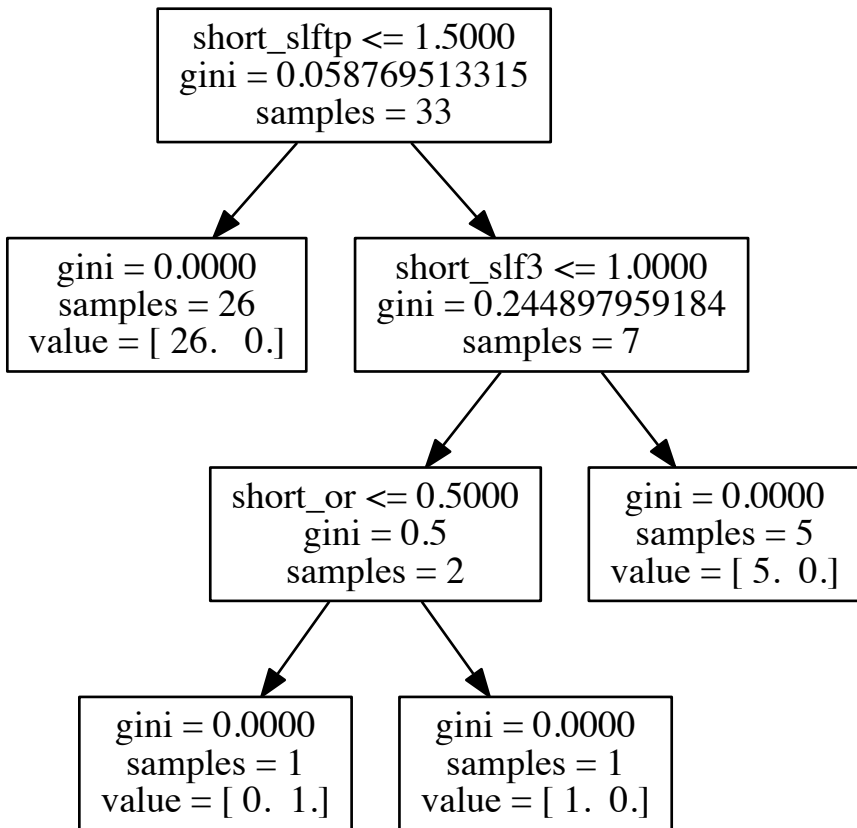 short_slftp <= 1.5000
gini = 0.058769513315
samples = 33
gini = 0.0000
samples = 26
value = [ 26.   0.]
short_slf3 <= 1.0000
gini = 0.244897959184
samples = 7
short_or <= 0.5000
gini = 0.5
samples = 2
gini = 0.0000
samples = 5
value = [ 5.  0.]
gini = 0.0000
samples = 1
value = [ 0.  1.]
gini = 0.0000
samples = 1
value = [ 1.  0.]